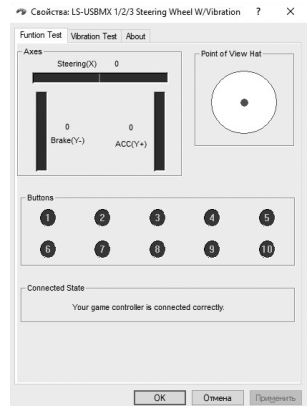 Свойства: LS-USBMX 1/2/3 Steering Wheel W/Vibration ? X
Funtion Test Vibration Test About
Axes
Steering(X) 0
0
Brake(Y-)
0
ACC(Y+)
Point of View Hat
Buttons
1 2 3 4 5
6 7 8 9 10
Connected State
Your game controller is connected correctly.
OK Отмена Применить